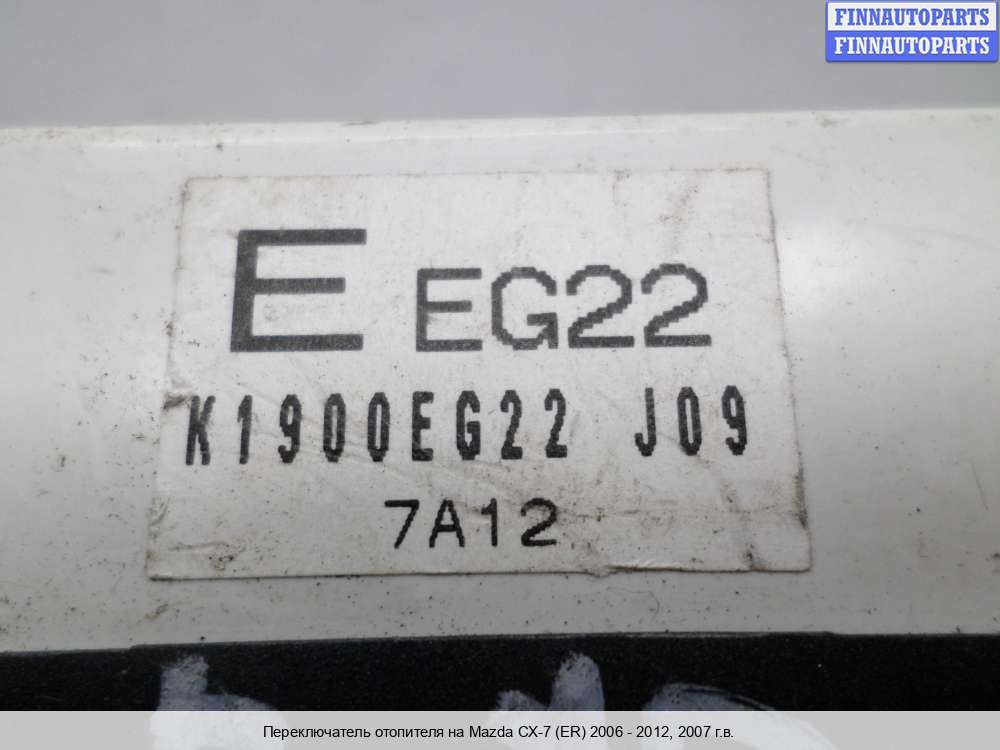 FINNAUTOPARTS
FINNAUTOPARTS
E EG22
K1900EG22 J09
7A12
Переключатель отопителя на Mazda CX-7 (ER) 2006 - 2012, 2007 г.в.